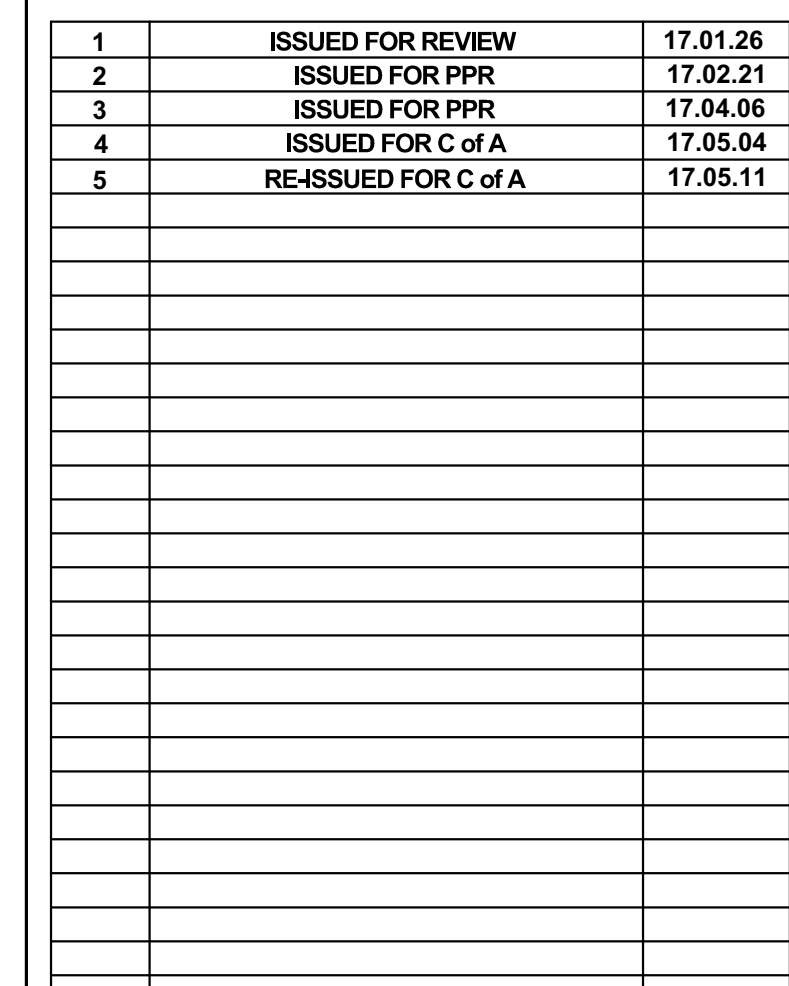 1 ISSUED FOR REVIEW 17.01.26
2 ISSUED FOR PPR 17.02.21
3 ISSUED FOR PPR 17.04.06
4 ISSUED FOR C of A 17.05.04
5 RE-ISSUED FOR C of A 17.05.11